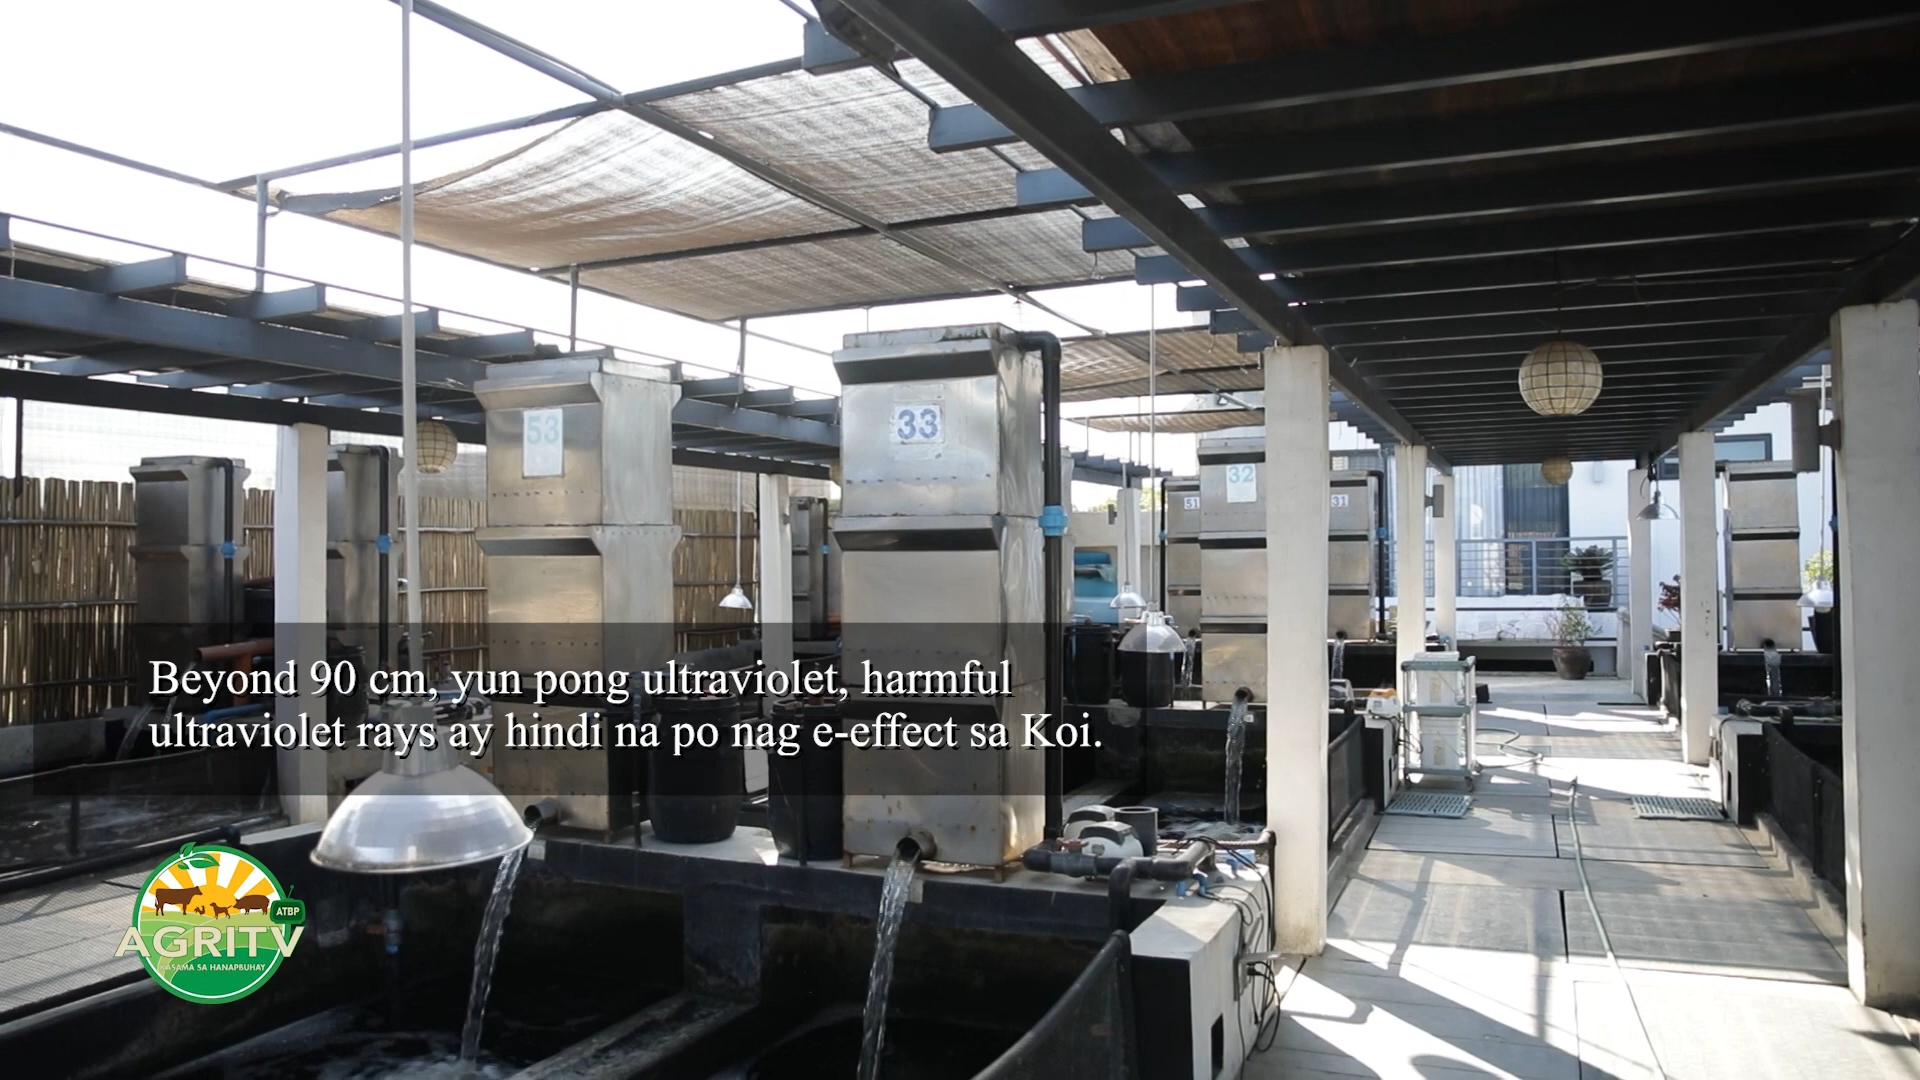 53
33
32
51
31
Beyond 90 cm, yun pong ultraviolet, harmful
ultraviolet rays ay hindi na po nag e-effect sa Koi.
ATBP
AGRITV
KASAMA SA HANAPBUHAY